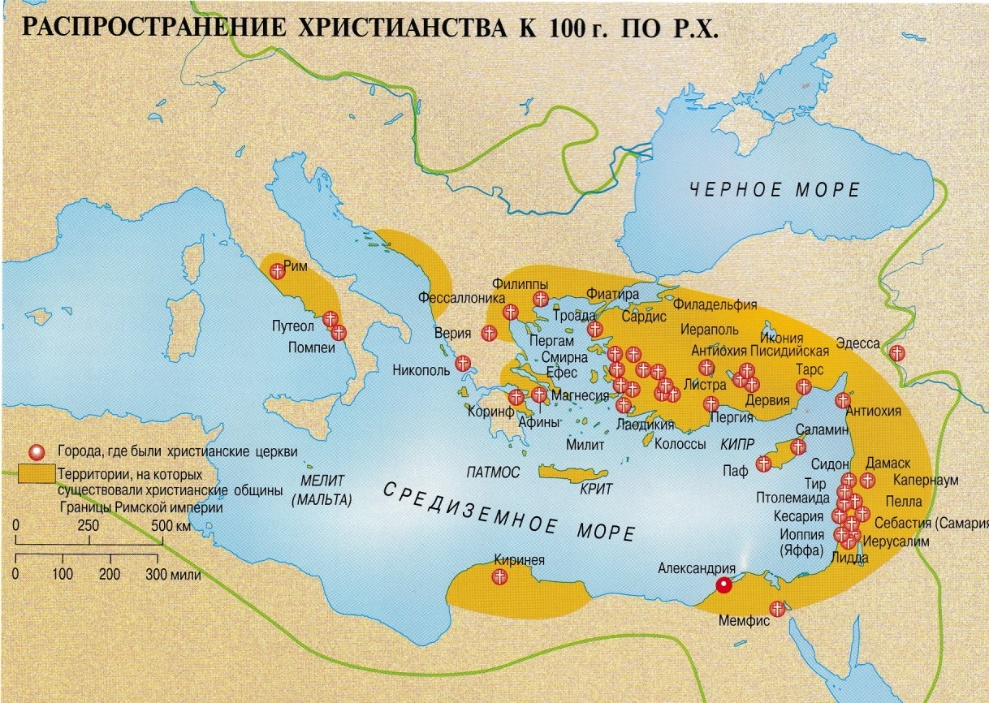 РАСПРОСТРАНЕНИЕ ХРИСТИАНСТВА К 100 г. ПО Р.Х.
ЧЕРНОЕ МОРЕ
Рим
Путеол
Помпеи
Филиппы
Фессаллоника
Верия
Никополь
Коринф
Афины
Фиатира
Филадельфия
Троада
Сардис
Иераполь
Икония
Пергам
Антиохия Писидийская
Смирна
Ефес
Листра
Магнесия
Дервия
Тарс
Эдесса
Лаодикия
Пергия
Антиохия
Милит
Колоссы
КИПР
Саламин
Паф
ПАТМОС
КРИТ
МЕЛИТ
(МАЛЬТА)
СРЕДИЗЕМНОЕ МОРЕ
Сидон
Дамаск
Тир
Капернаум
Птолемаида
Пелла
Кесария
Себастия (Самария
Иоппия
(Яффа)
Иерусалим
Лидда
Киринея
Александрия
Мемфис
Города, где были христианские церкви
Территории, на которых
существовали христианские общины
Границы Римской империи
0 250 500 км
0 100 200 300 мили